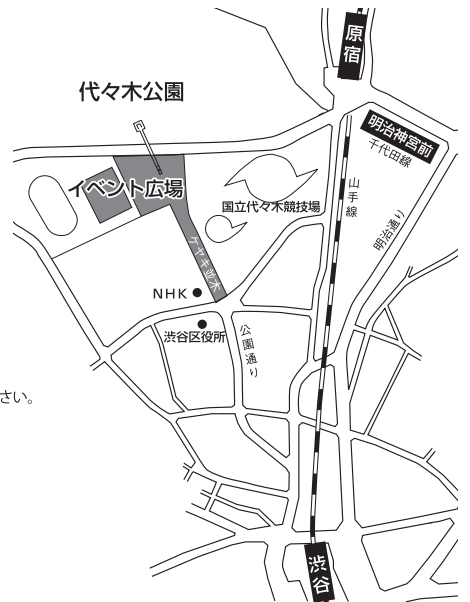 原宿
代々木公園
明治神宮前
千代田線
イベント広場
山手線
国立代々木競技場
明治通り
ケヤキ並木
NHK
渋谷区役所
公園通り
さい。
渋谷